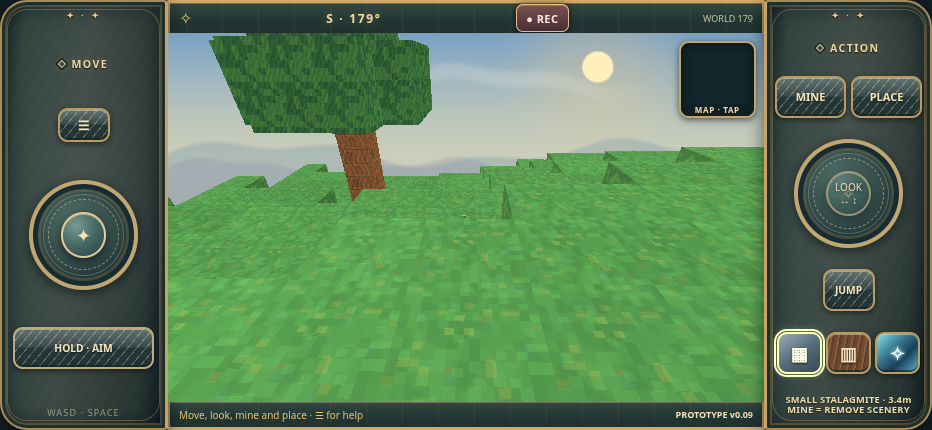 MOVE
☰
HOLD · AIM
WASD · SPACE
S · 179°
● REC
WORLD 179
MAP · TAP
Move, look, mine and place · ☰ for help
PROTOTYPE v0.09
ACTION
MINE
PLACE
LOOK
↔ ↕
JUMP
SMALL STALAGMITE · 3.4m
MINE = REMOVE SCENERY